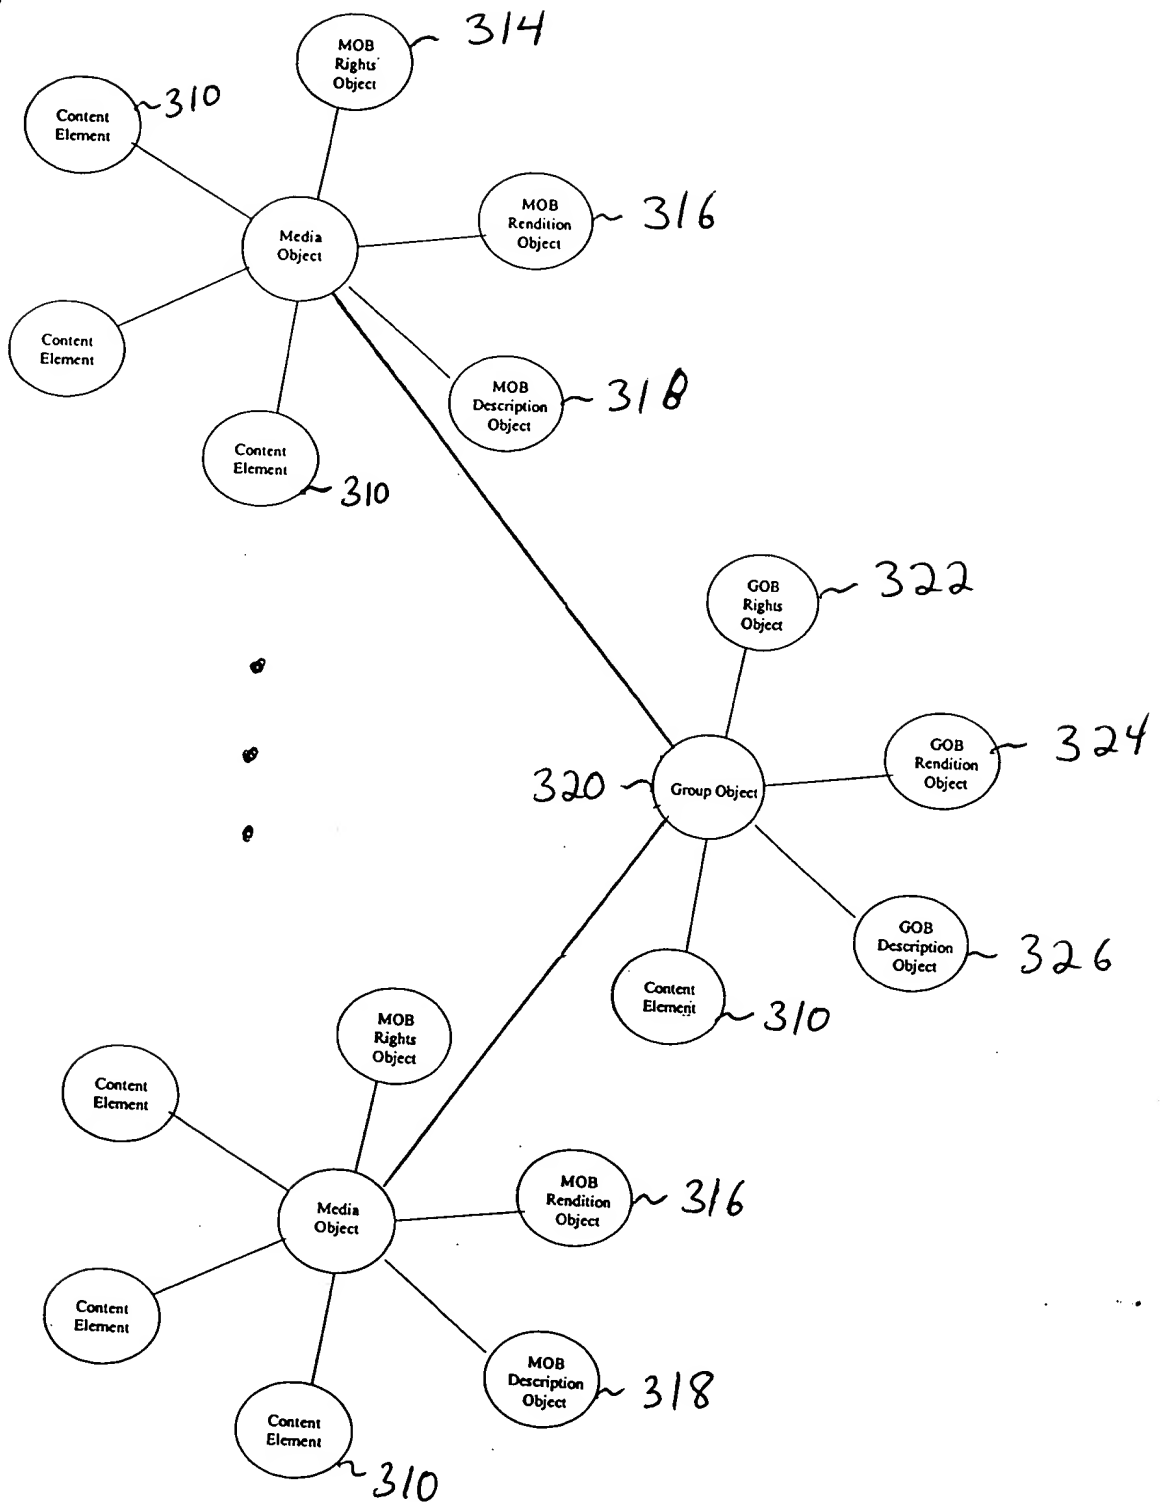 MOB
Rights
Object
314
Content
Element
310
MOB
Rendition
Object
316
Media
Object
Content
Element
MOB
Description
Object
318
Content
Element
310
GOB
Rights
Object
322
GOB
Rendition
Object
324
320
Group Object
GOB
Description
Object
326
Content
Element
310
MOB
Rights
Object
Content
Element
MOB
Rendition
Object
316
Media
Object
Content
Element
MOB
Description
Object
318
Content
Element
310